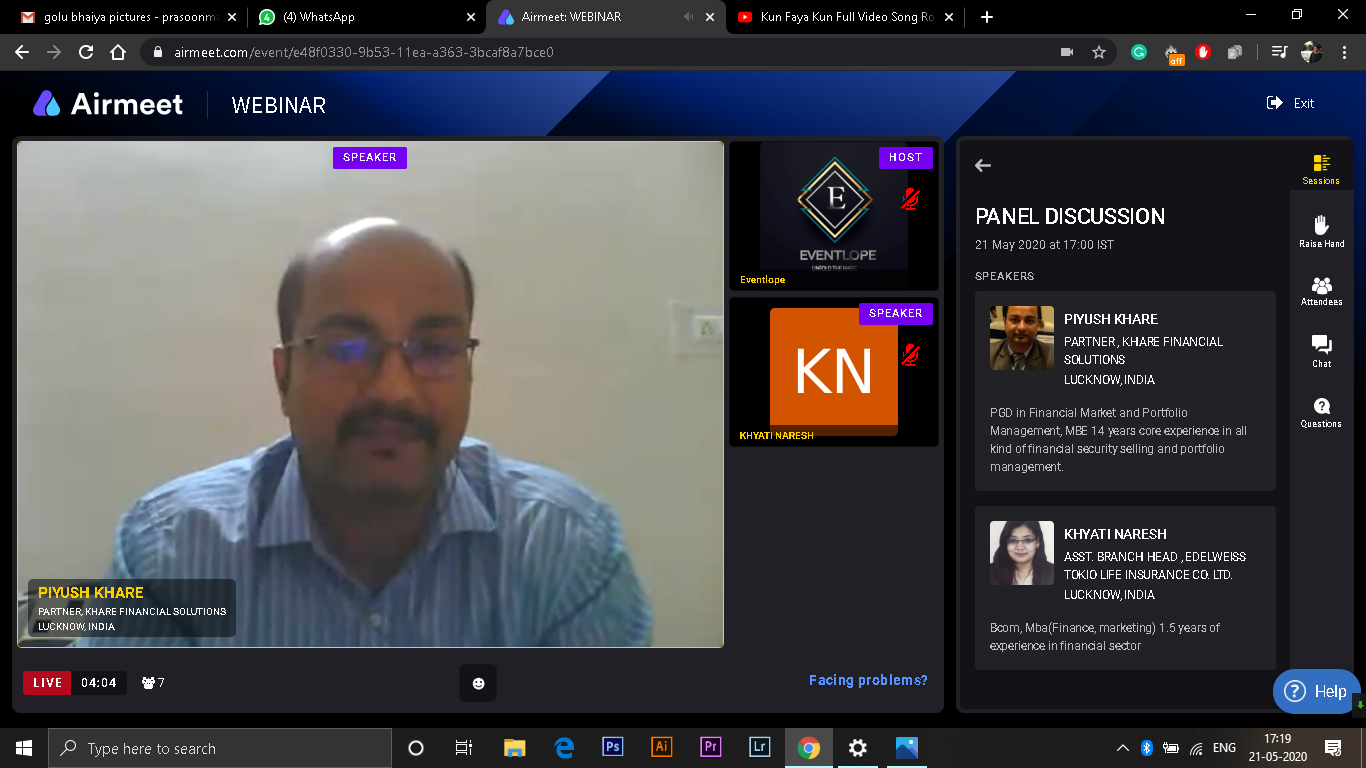 golu bhaiya pictures - prasoonm
(4) WhatsApp
Airmeet: WEBINAR
Kun Faya Kun Full Video Song Ro
airmeet.com/event/e48f0330-9b53-11ea-a363-3bcaf8a7bce0
off
Airmeet
WEBINAR
Exit
SPEAKER
PIYUSH KHARE
PARTNER, KHARE FINANCIAL SOLUTIONS
LUCKNOW, INDIA
HOST
E
EVENTLOPE
UNFOLD THE MAGIC
Eventlope
SPEAKER
KN
KHYATI NARESH
LIVE
04:04
7
Facing problems?
PANEL DISCUSSION
21 May 2020 at 17:00 IST
SPEAKERS
PIYUSH KHARE
PARTNER , KHARE FINANCIAL
SOLUTIONS
LUCKNOW,INDIA
PGD in Financial Market and Portfolio
Management, MBE 14 years core experience in all
kind of financial security selling and portfolio
management.
KHYATI NARESH
ASST. BRANCH HEAD , EDELWEISS
TOKIO LIFE INSURANCE CO. LTD.
LUCKNOW,INDIA
Bcom, Mba(Finance, marketing) 1.5 years of
experience in financial sector
Sessions
Raise Hand
Attendees
Chat
Questions
Help
Type here to search
Ps
Ai
Pr
Lr
ENG
17:19
21-05-2020